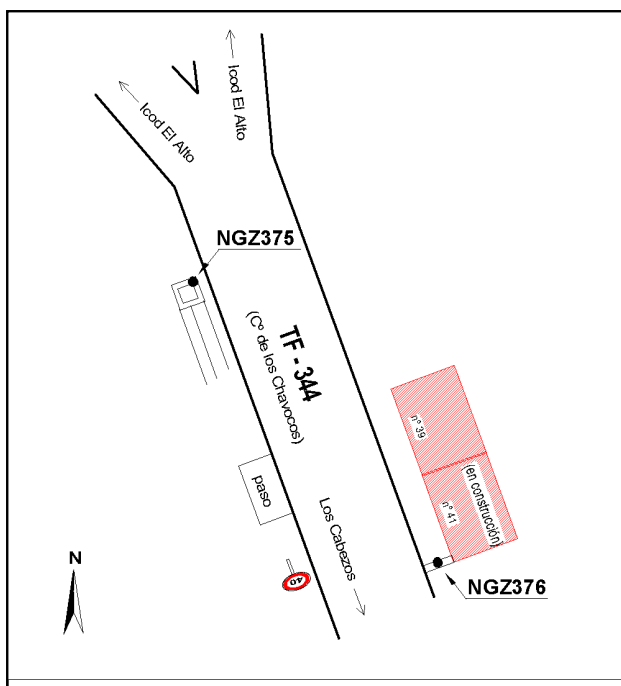 Icod El Alto
Icod El Alto
NGZ375
TF - 344
(Cº de los Chavocos)
nº 39
(en construcción)
nº 41
paso
Los Cabezos
N
40
NGZ376